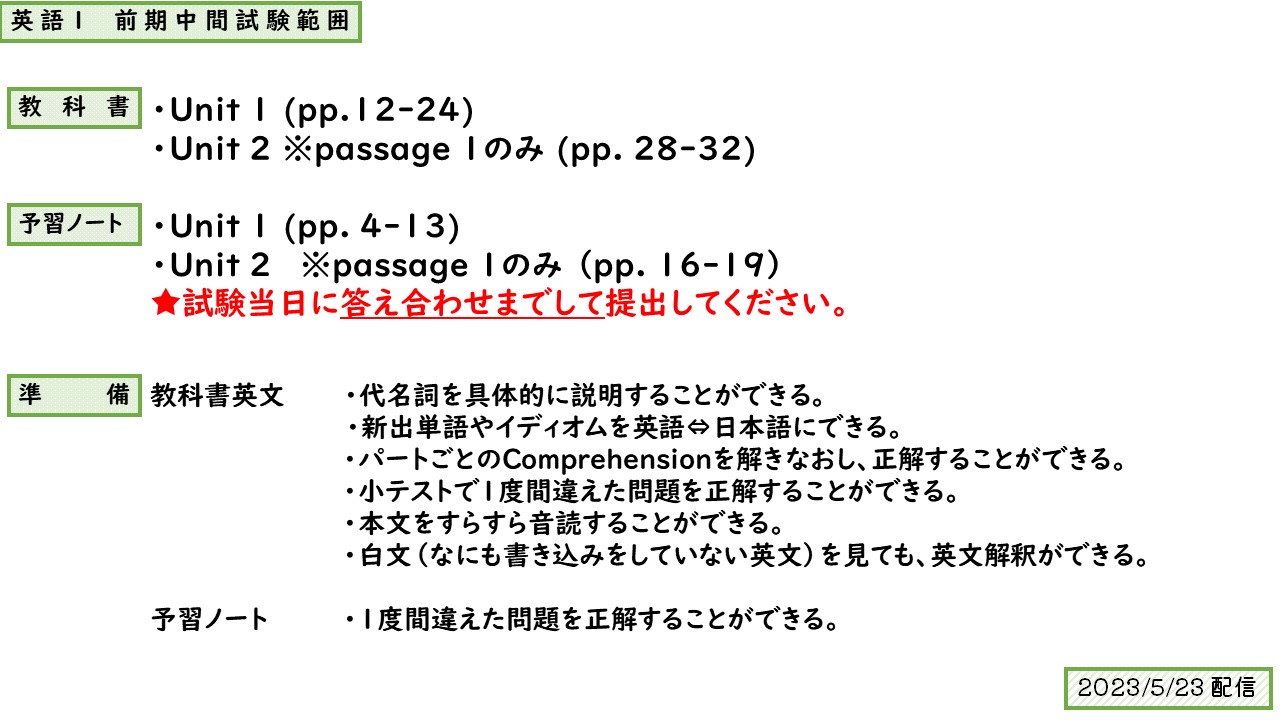 英語1　前期中間試験範囲
教科書
・Unit 1 (pp.12-24)
・Unit 2 ※passage 1のみ (pp. 28-32)
予習ノート
・Unit 1 (pp. 4-13)
・Unit 2　※passage 1のみ（pp. 16-19）
★試験当日に答え合わせまでして提出してください。
準備
教科書英文　・代名詞を具体的に説明することができる。
・新出単語やイディオムを英語⇔日本語にできる。
・パートごとのComprehensionを解きなおし、正解することができる。
・小テストで1度間違えた問題を正解することができる。
・本文をすらすら音読することができる。
・白文（なにも書き込みをしていない英文）を見ても、英文解釈ができる。
予習ノート　・1度間違えた問題を正解することができる。
2023/5/23 配信